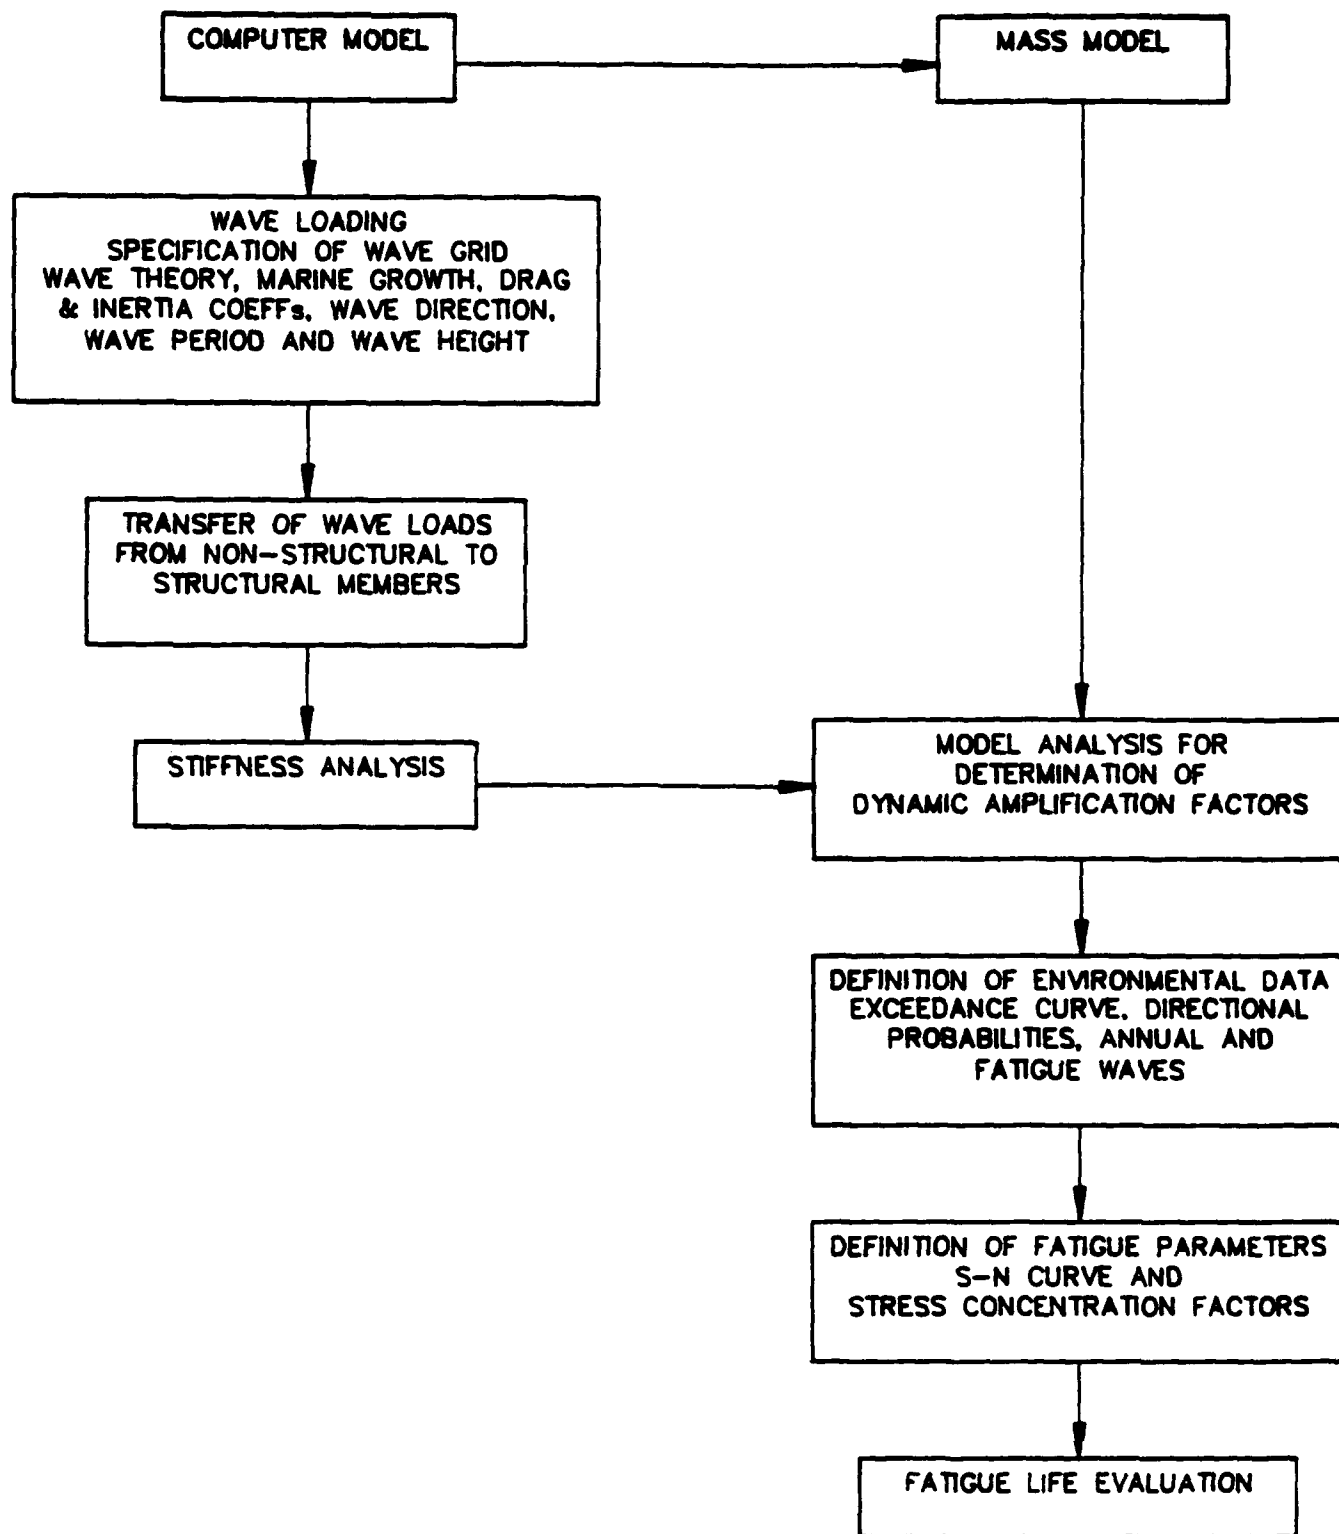 COMPUTER MODEL
MASS MODEL
WAVE LOADING
SPECIFICATION OF WAVE GRID
WAVE THEORY, MARINE GROWTH, DRAG
& INERTIA COEFFs, WAVE DIRECTION,
WAVE PERIOD AND WAVE HEIGHT
TRANSFER OF WAVE LOADS
FROM NON-STRUCTURAL TO
STRUCTURAL MEMBERS
STIFFNESS ANALYSIS
MODEL ANALYSIS FOR
DETERMINATION OF
DYNAMIC AMPLIFICATION FACTORS
DEFINITION OF ENVIRONMENTAL DATA
EXCEEDANCE CURVE, DIRECTIONAL
PROBABILITIES, ANNUAL AND
FATIGUE WAVES
DEFINITION OF FATIGUE PARAMETERS
S-N CURVE AND
STRESS CONCENTRATION FACTORS
FATIGUE LIFE EVALUATION